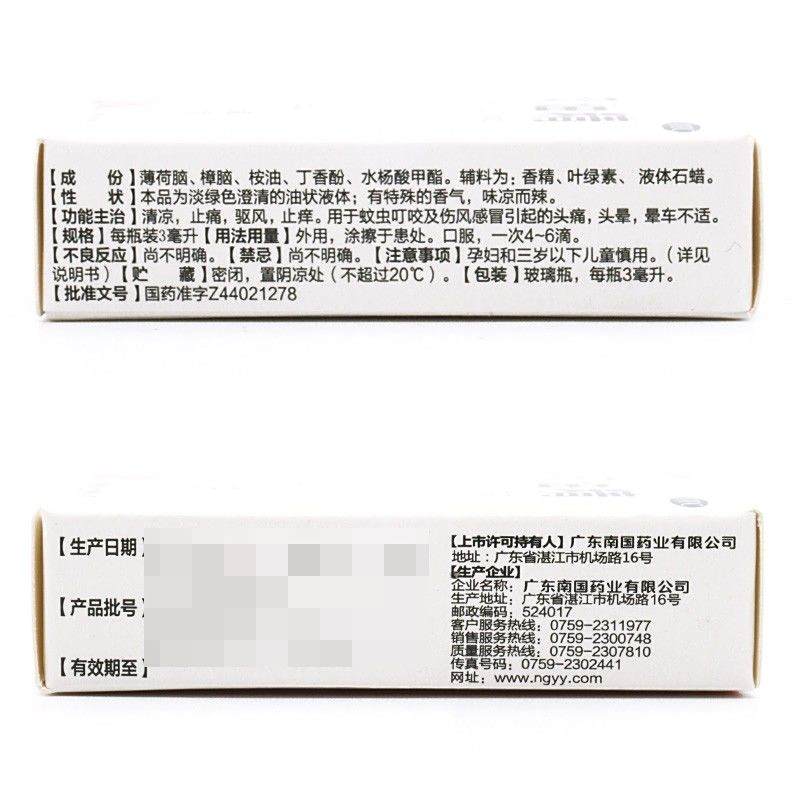 【成　　份】薄荷脑、樟脑、桉油、丁香酚、水杨酸甲酯。辅料为：香精、叶绿素、液体石蜡。
【性　　状】本品为淡绿色澄清的油状液体；有特殊的香气，味凉而辣。
【功能主治】清凉，止痛，驱风，止痒。用于蚊虫叮咬及伤风感冒引起的头痛，头晕，晕车不适。
【规格】每瓶装3毫升【用法用量】外用，涂擦于患处。口服，一次4~6滴。
【不良反应】尚不明确。【禁忌】尚不明确。【注意事项】孕妇和三岁以下儿童慎用。（详见
说明书）【贮　　藏】密闭，置阴凉处（不超过20℃）。【包装】玻璃瓶，每瓶3毫升。
【批准文号】国药准字Z44021278
【生产日期】
【产品批号】
【有效期至】
【上市许可持有人】广东南国药业有限公司
地址：广东省湛江市机场路16号
【生产企业】
企业名称：广东南国药业有限公司
生产地址：广东省湛江市机场路16号
邮政编码：524017
客户服务热线：0759-2311977
销售服务热线：0759-2300748
质量服务热线：0759-2307810
传真号码：0759-2302441
网址：www.ngyy.com